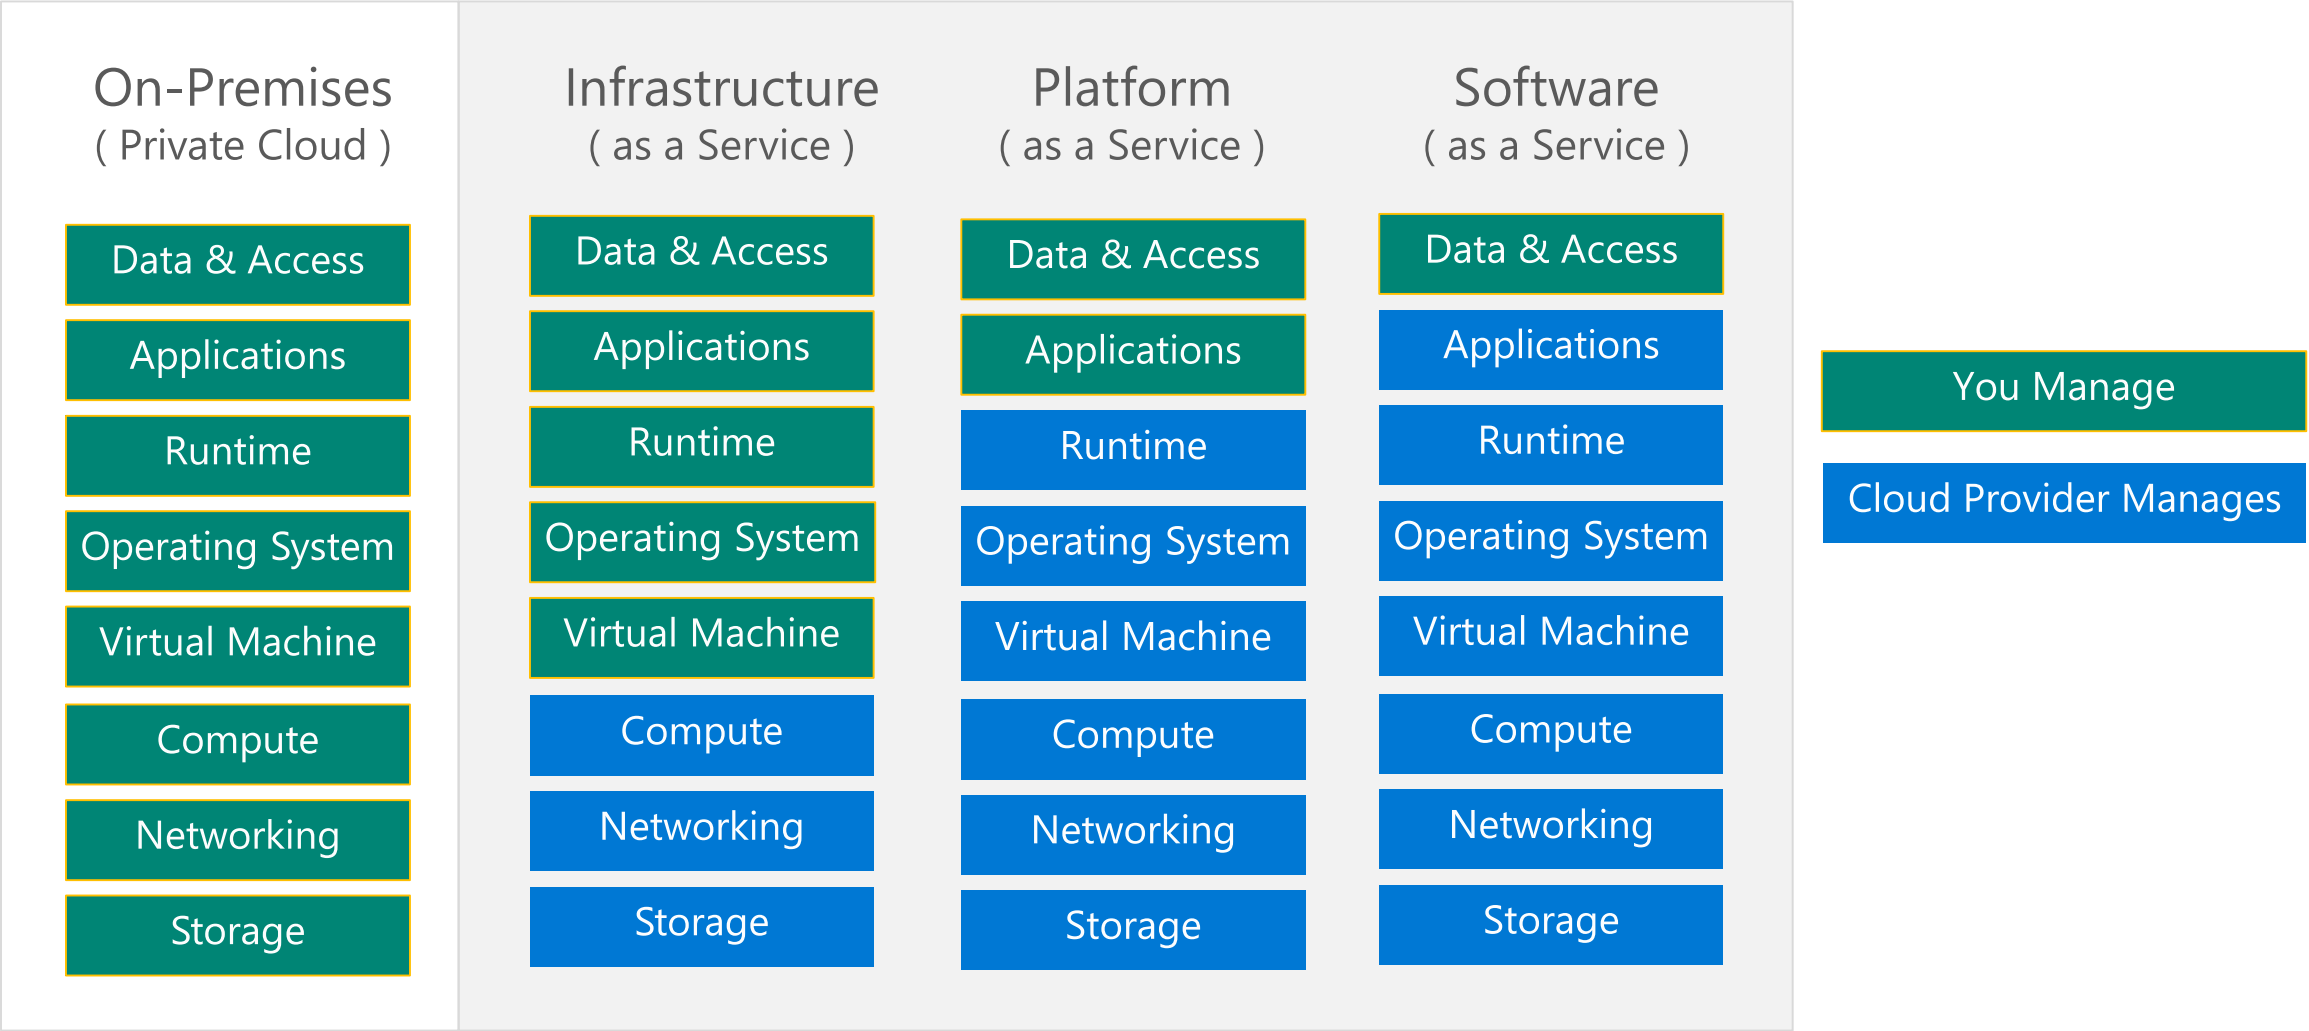 On-Premises
( Private Cloud )
Data & Access
Applications
Runtime
Operating System
Virtual Machine
Compute
Networking
Storage
Infrastructure
( as a Service )
Data & Access
Applications
Runtime
Operating System
Virtual Machine
Compute
Networking
Storage
Platform
( as a Service )
Data & Access
Applications
Runtime
Operating System
Virtual Machine
Compute
Networking
Storage
Software
( as a Service )
Data & Access
Applications
Runtime
Operating System
Virtual Machine
Compute
Networking
Storage
You Manage
Cloud Provider Manages